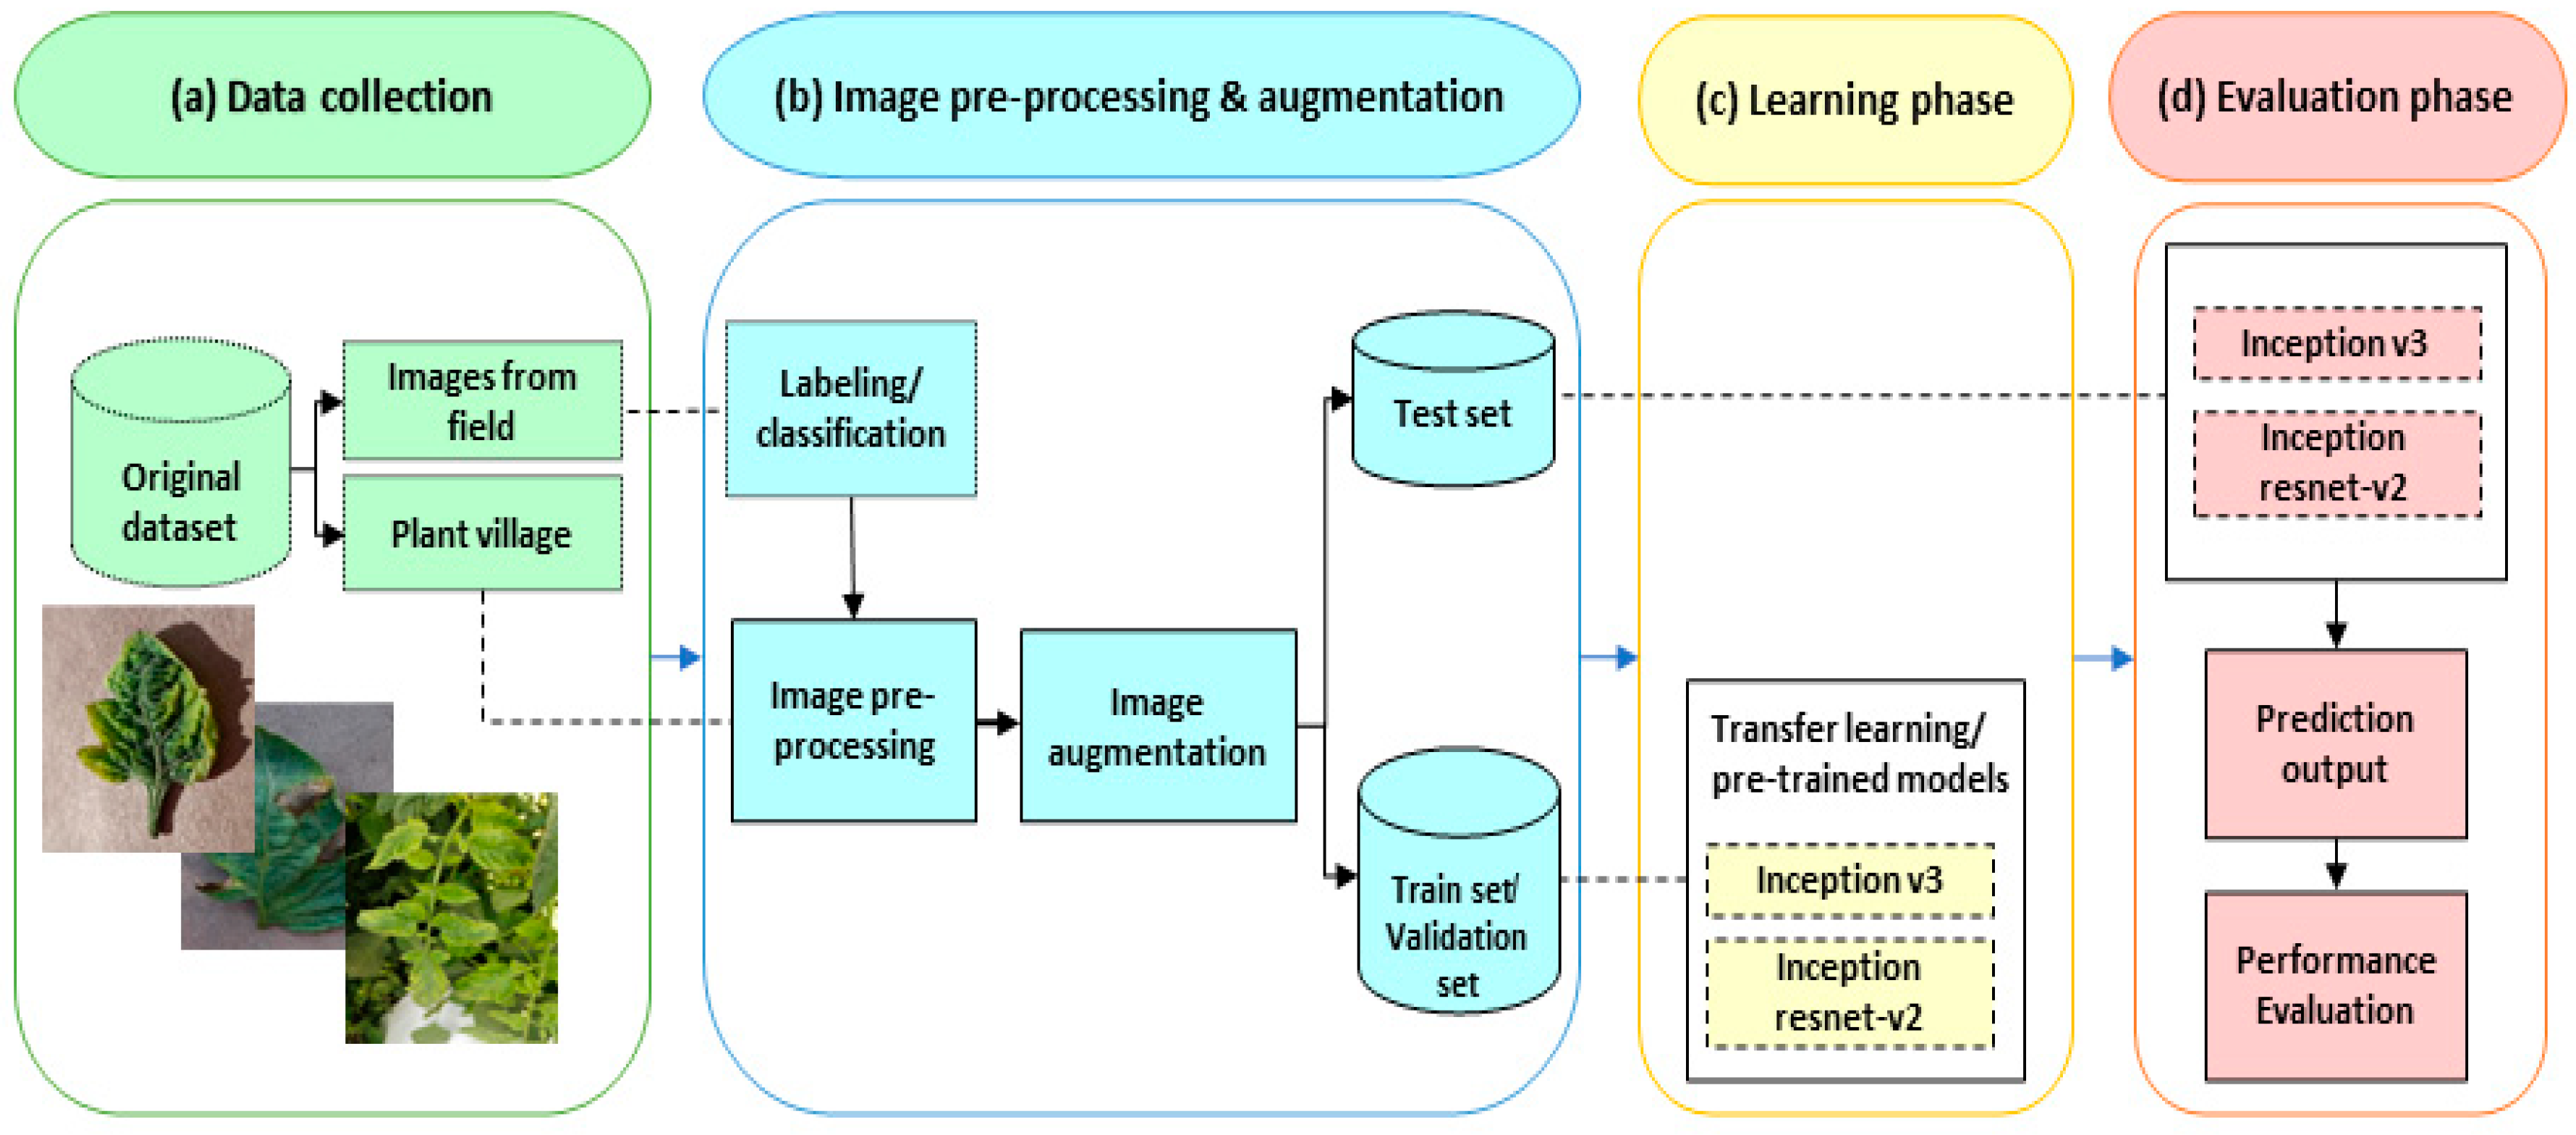 (a) Data collection
(b) Image pre-processing & augmentation
(c) Learning phase
(d) Evaluation phase
Original
dataset
Images from
field
Plant village
Labeling/
classification
Image pre-
processing
Image
augmentation
Test set
Train set/
Validation
set
Transfer learning/
pre-trained models
Inception v3
Inception
resnet-v2
Inception v3
Inception
resnet-v2
Prediction
output
Performance
Evaluation